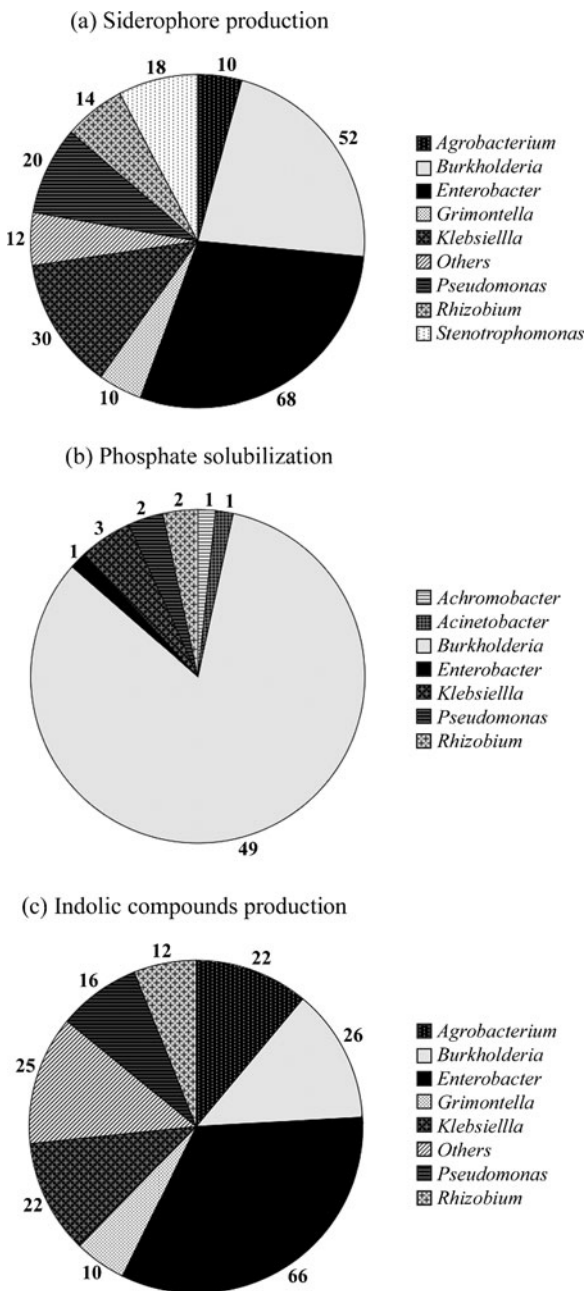 (a) Siderophore production
18
10
14
52
20
12
30
10
68
Agrobacterium
Burkholderia
Enterobacter
Grimontella
Klebsiellla
Others
Pseudomonas
Rhizobium
Stenotrophomonas
(b) Phosphate solubilization
2
2
1
1
3
1
49
Achromobacter
Acinetobacter
Burkholderia
Enterobacter
Klebsiellla
Pseudomonas
Rhizobium
(c) Indolic compounds production
12
22
16
26
25
22
10
66
Agrobacterium
Burkholderia
Enterobacter
Grimontella
Klebsiellla
Others
Pseudomonas
Rhizobium